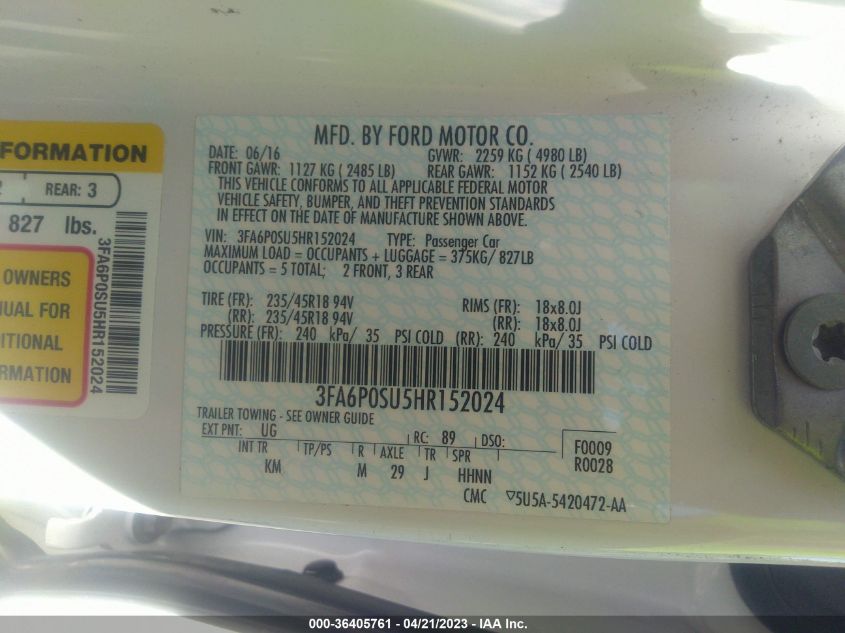 FORMATION
2 REAR: 3
827 lbs.
OWNERS
NUAL FOR
DITIONAL
RMATION
3FA6P0SU5HR152024
MFD. BY FORD MOTOR CO.
DATE: 06/16 GVWR: 2259 KG ( 4980 LB)
FRONT GAWR: 1127 KG ( 2485 LB) REAR GAWR: 1152 KG ( 2540 LB)
THIS VEHICLE CONFORMS TO ALL APPLICABLE FEDERAL MOTOR
VEHICLE SAFETY, BUMPER, AND THEFT PREVENTION STANDARDS
IN EFFECT ON THE DATE OF MANUFACTURE SHOWN ABOVE.
VIN: 3FA6P0SU5HR152024 TYPE: Passenger Car
MAXIMUM LOAD = OCCUPANTS + LUGGAGE = 375KG/ 827LB
OCCUPANTS = 5 TOTAL; 2 FRONT, 3 REAR
TIRE (FR): 235/45R18 94V RIMS (FR): 18x8.0J
(RR): 235/45R18 94V (RR): 18x8.0J
PRESSURE (FR): 240 kPa/ 35 PSI COLD (RR): 240 kPa/ 35 PSI COLD
3FA6P0SU5HR152024
TRAILER TOWING - SEE OWNER GUIDE
EXT PNT: UG RC: 89 DSO: F0009
INT TR TP/PS R AXLE TR SPR R0028
KM M 29 J HHNN
CMC 5U5A-5420472-AA
000-36405761 - 04/21/2023 - IAA Inc.